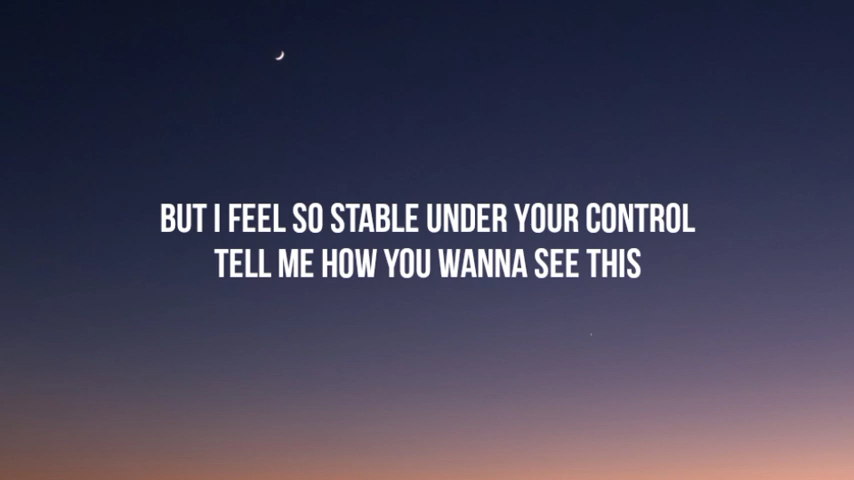 BUT I FEEL SO STABLE UNDER YOUR CONTROL
TELL ME HOW YOU WANNA SEE THIS